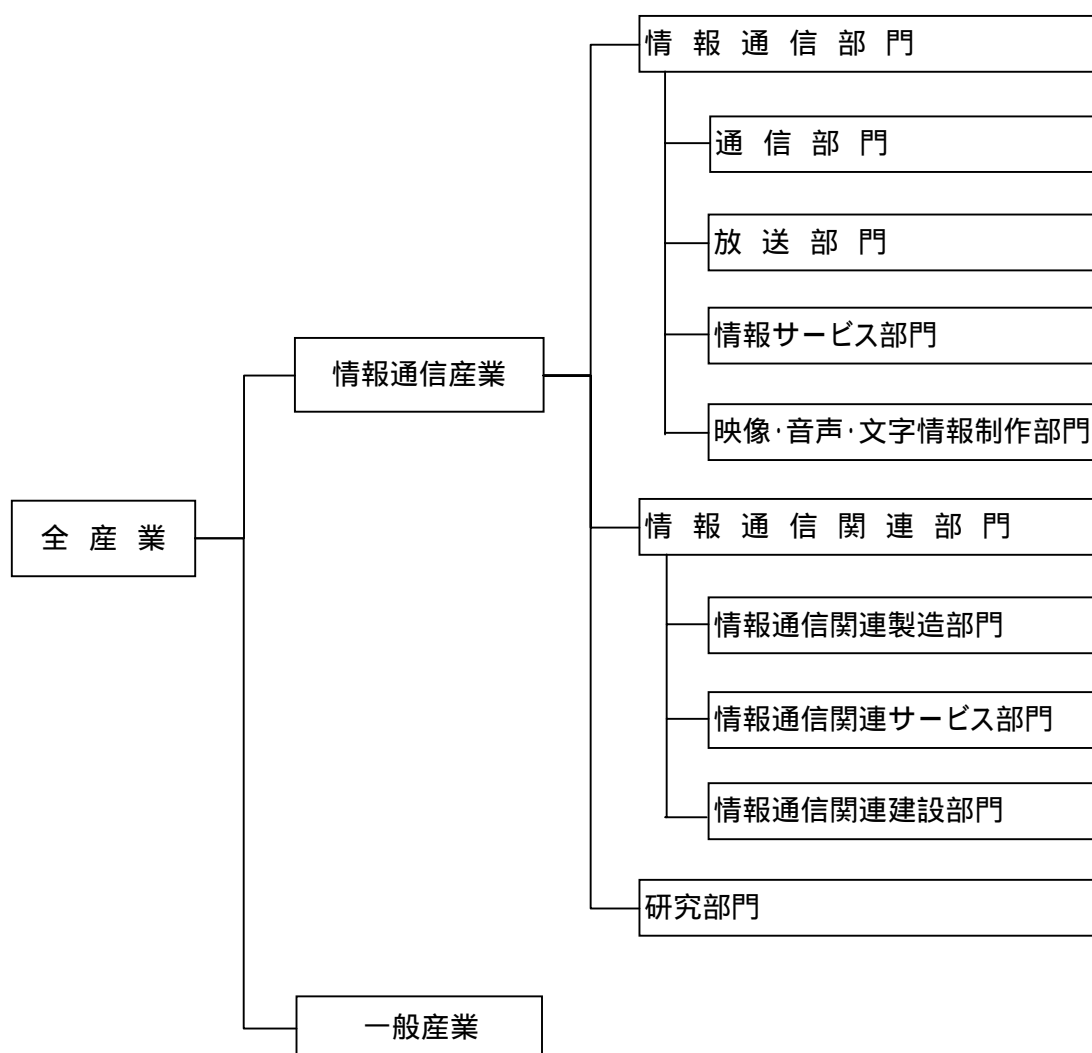 情報通信部門
通信部門
放送部門
情報サービス部門
映像・音声・文字情報制作部門
情報通信産業
全産業
情報通信関連部門
情報通信関連製造部門
情報通信関連サービス部門
情報通信関連建設部門
研究部門
一般産業